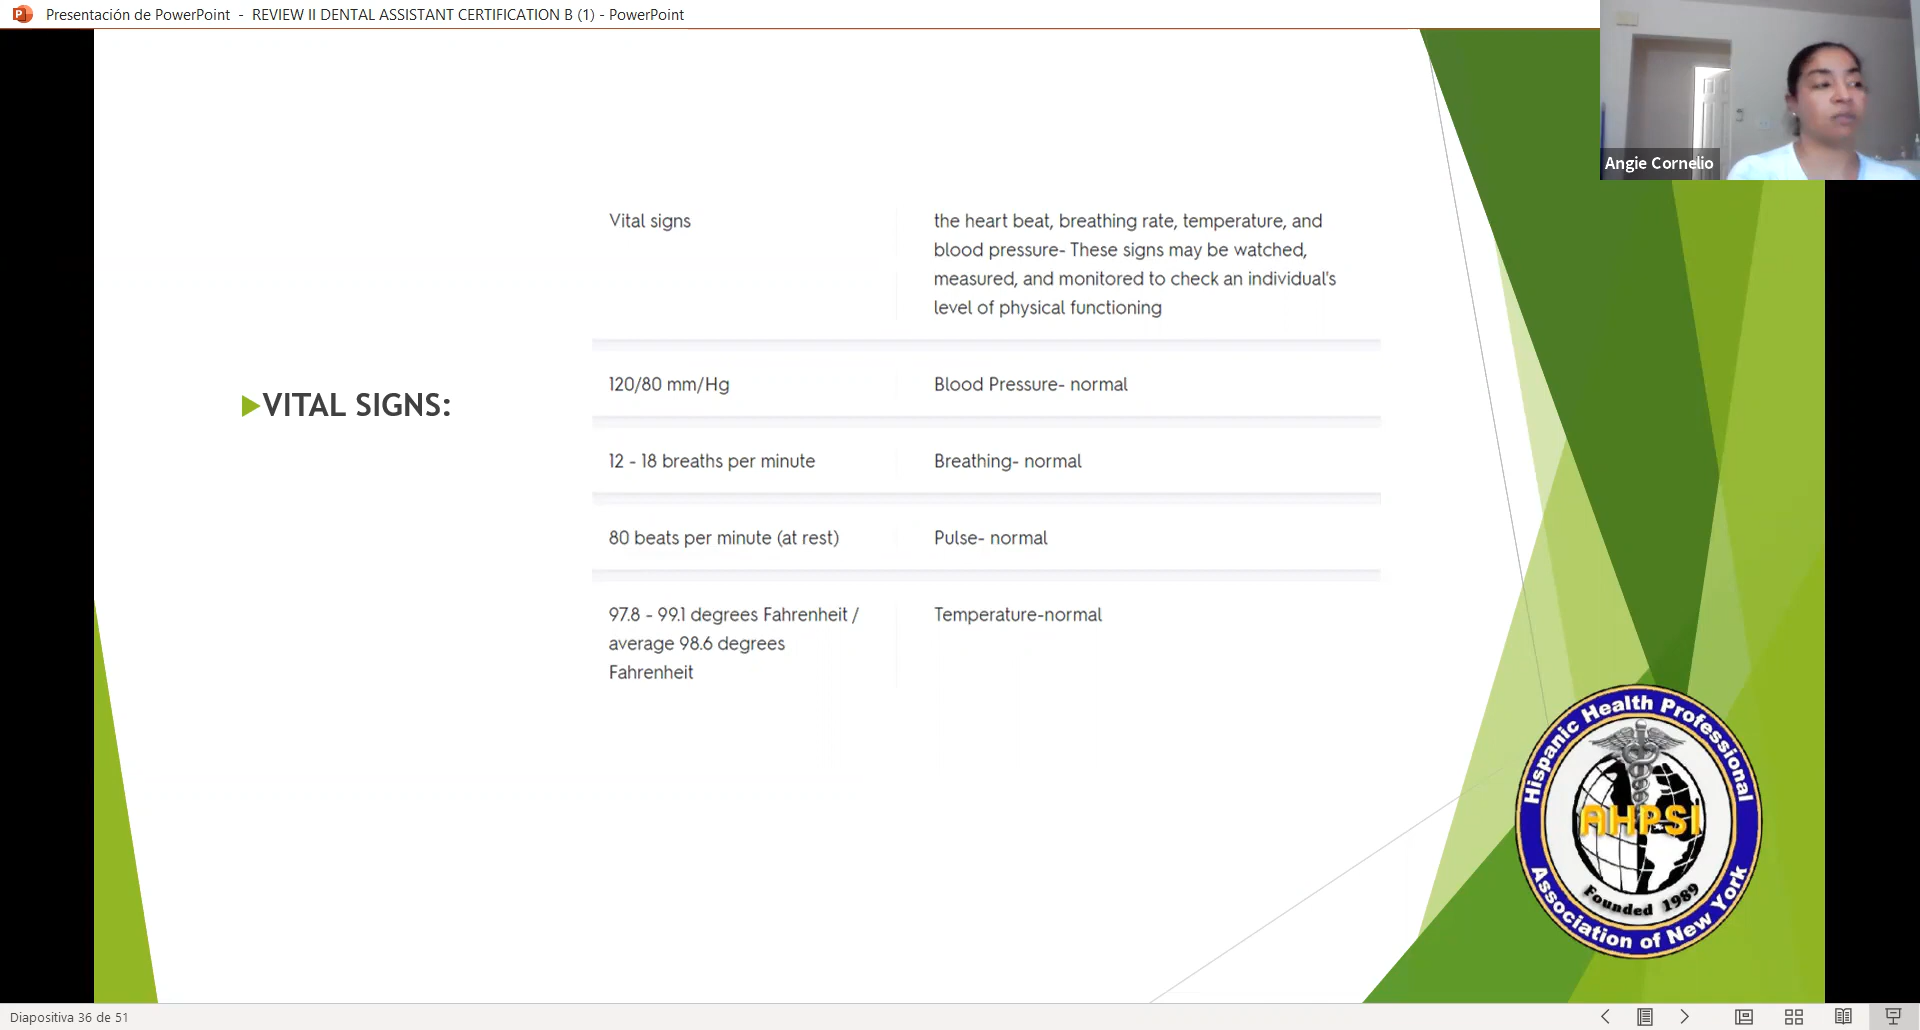 Presentación de PowerPoint - REVIEW II DENTAL ASSISTANT CERTIFICATION B (1) - PowerPoint
Angie Cornelio
VITAL SIGNS:
Vital signs
the heart beat, breathing rate, temperature, and
blood pressure- These signs may be watched,
measured, and monitored to check an individual's
level of physical functioning
120/80 mm/Hg
Blood Pressure- normal
12 - 18 breaths per minute
Breathing- normal
80 beats per minute (at rest)
Pulse- normal
97.8 - 99.1 degrees Fahrenheit /
average 98.6 degrees
Fahrenheit
Temperature-normal
Hispanic Health Professional
AHPSI
Founded 1989
Association of New York
Diapositiva 36 de 51